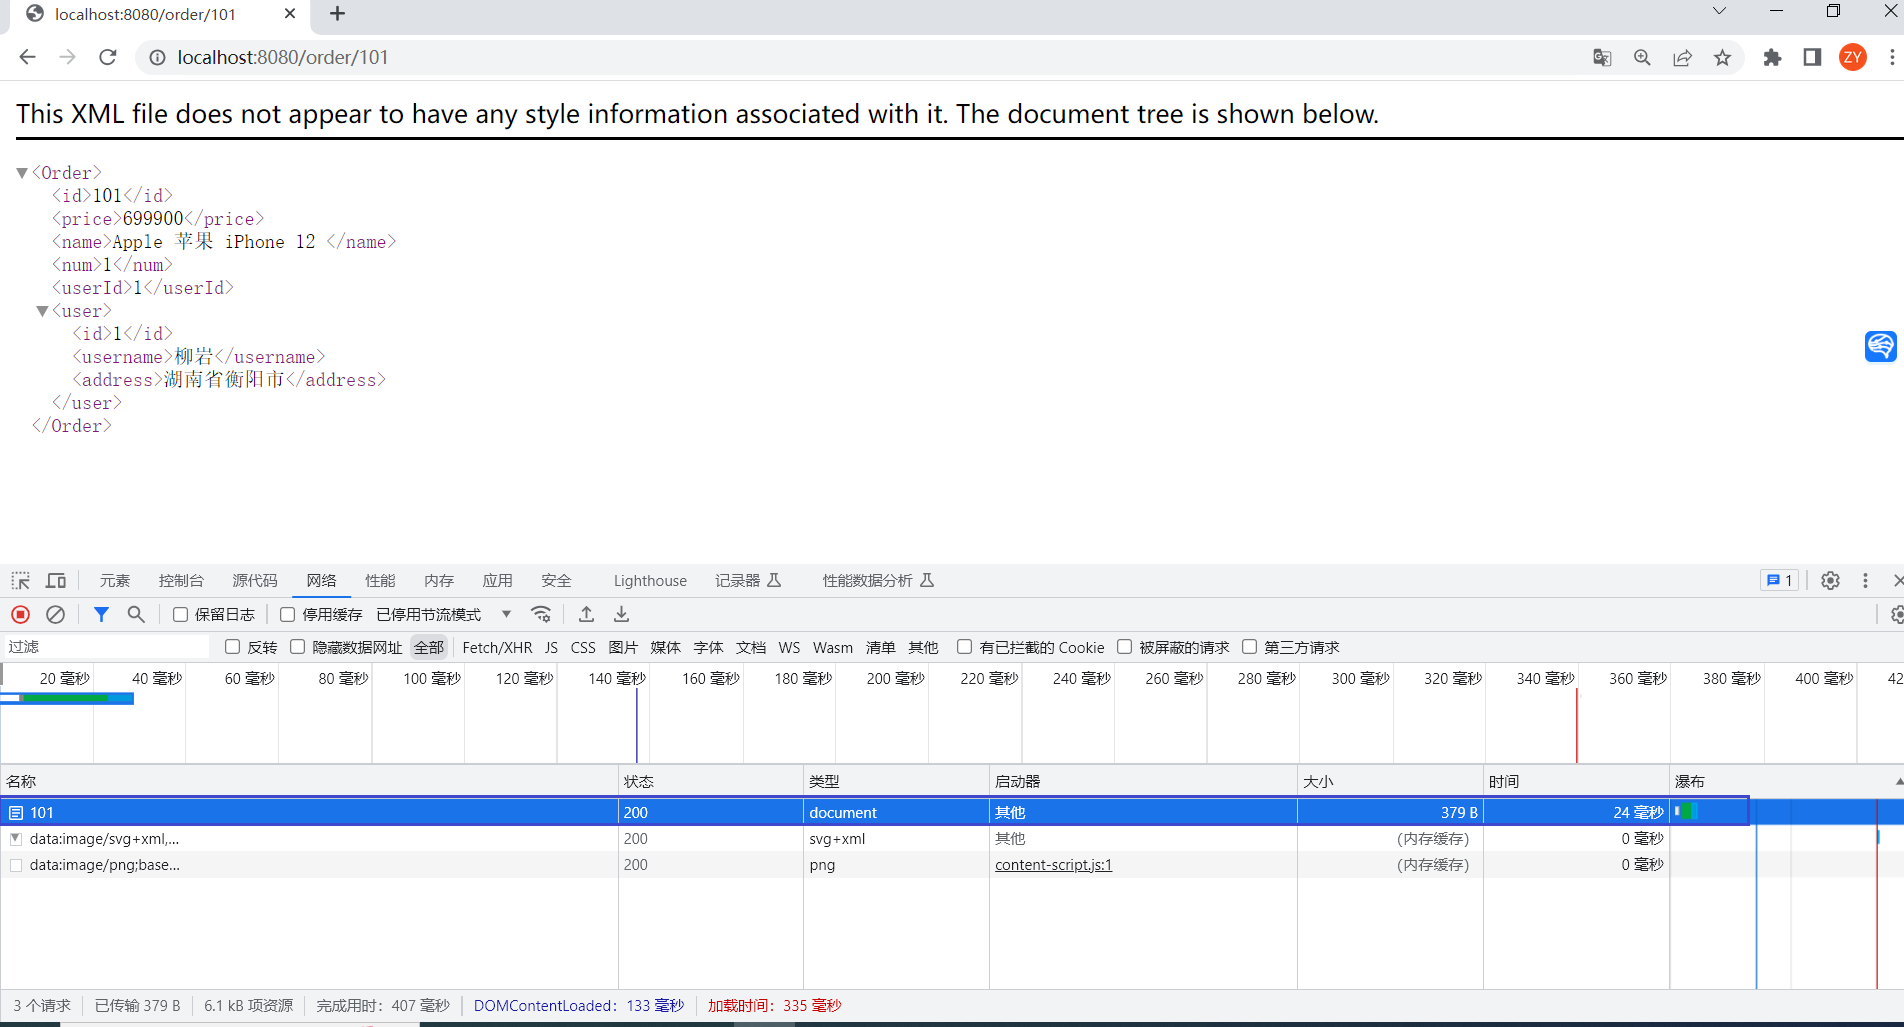 localhost:8080/order/101
localhost:8080/order/101
ZY
This XML file does not appear to have any style information associated with it. The document tree is shown below.
▼<Order>
<id>101</id>
<price>699900</price>
<name>Apple 苹果 iPhone 12 </name>
<num>1</num>
<userId>1</userId>
▼<user>
<id>1</id>
<username>柳岩</username>
<address>湖南省衡阳市</address>
</user>
</Order>
元素 控制台 源代码 网络 性能 内存 应用 安全 Lighthouse 记录器 性能数据分析 1
保留日志 停用缓存 已停用节流模式
过滤 反转 隐藏数据网址 全部 Fetch/XHR JS CSS 图片 媒体 字体 文档 WS Wasm 清单 其他 有已拦截的 Cookie 被屏蔽的请求 第三方请求
20 毫秒 40 毫秒 60 毫秒 80 毫秒 100 毫秒 120 毫秒 140 毫秒 160 毫秒 180 毫秒 200 毫秒 220 毫秒 240 毫秒 260 毫秒 280 毫秒 300 毫秒 320 毫秒 340 毫秒 360 毫秒 380 毫秒 400 毫秒 42
名称 状态 类型 启动器 大小 时间 瀑布
101 200 document 其他 379 B 24 毫秒
data:image/svg+xml,... 200 svg+xml 其他 (内存缓存) 0 毫秒
data:image/png;base... 200 png content-script.js:1 (内存缓存) 0 毫秒
3 个请求 已传输 379 B 6.1 kB 项资源 完成用时：407 毫秒 DOMContentLoaded：133 毫秒 加载时间：335 毫秒